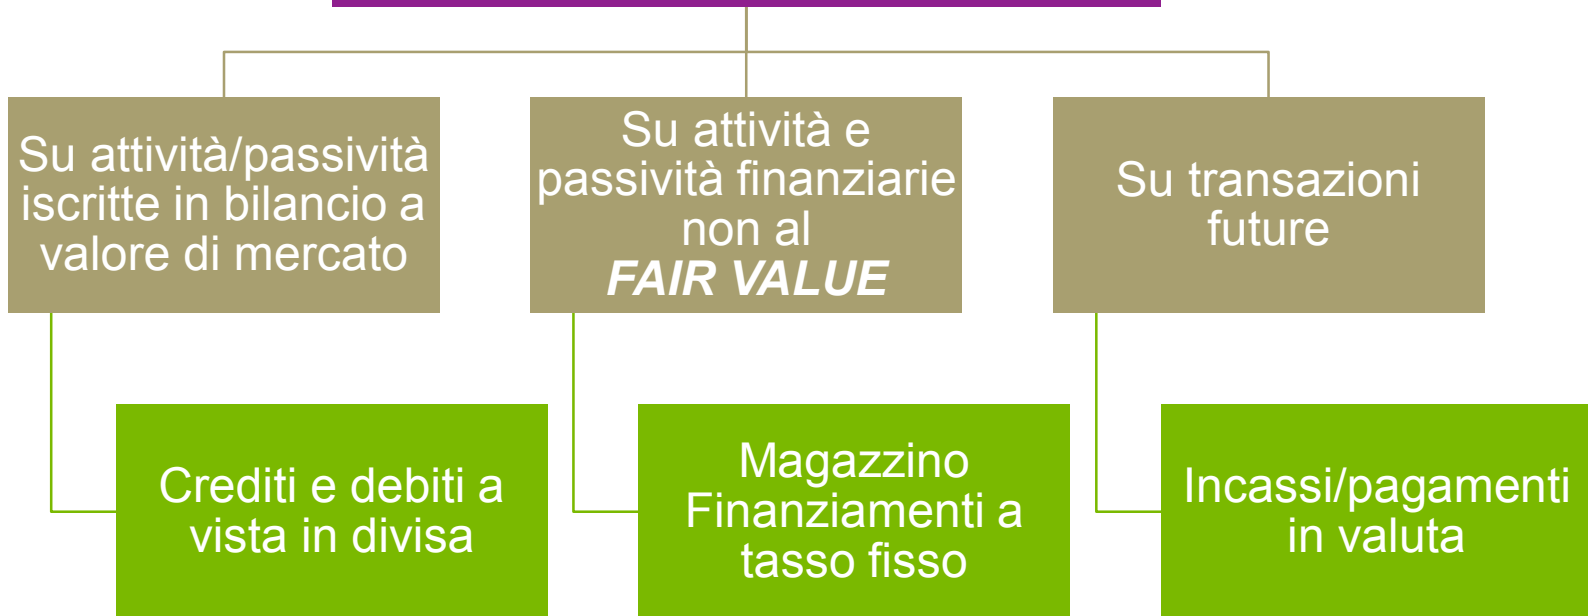 Su attività/passività
iscritte in bilancio a
valore di mercato
Su attività e
passività finanziarie
non al
FAIR VALUE
Su transazioni
future
Crediti e debiti a
vista in divisa
Magazzino
Finanziamenti a
tasso fisso
Incassi/pagamenti
in valuta